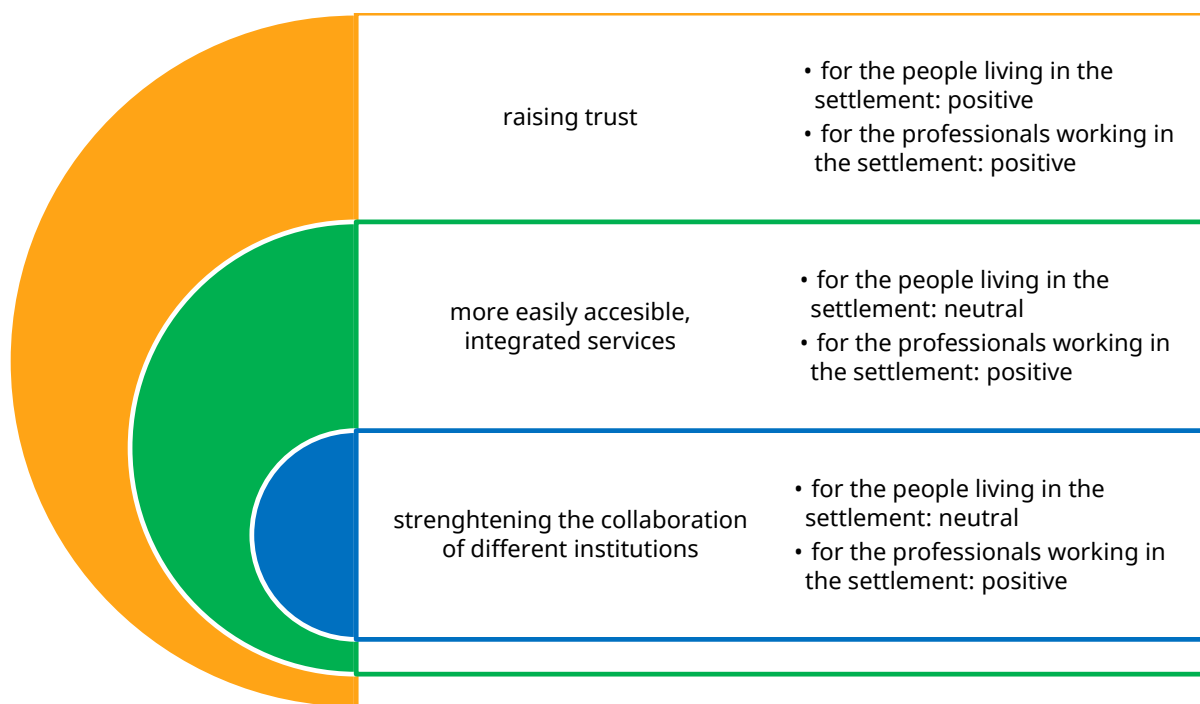 raising trust
• for the people living in the
settlement: positive
• for the professionals working in
the settlement: positive
more easily accesible,
integrated services
• for the people living in the
settlement: neutral
• for the professionals working in
the settlement: positive
strenghtening the collaboration
of different institutions
• for the people living in the
settlement: neutral
• for the professionals working in
the settlement: positive